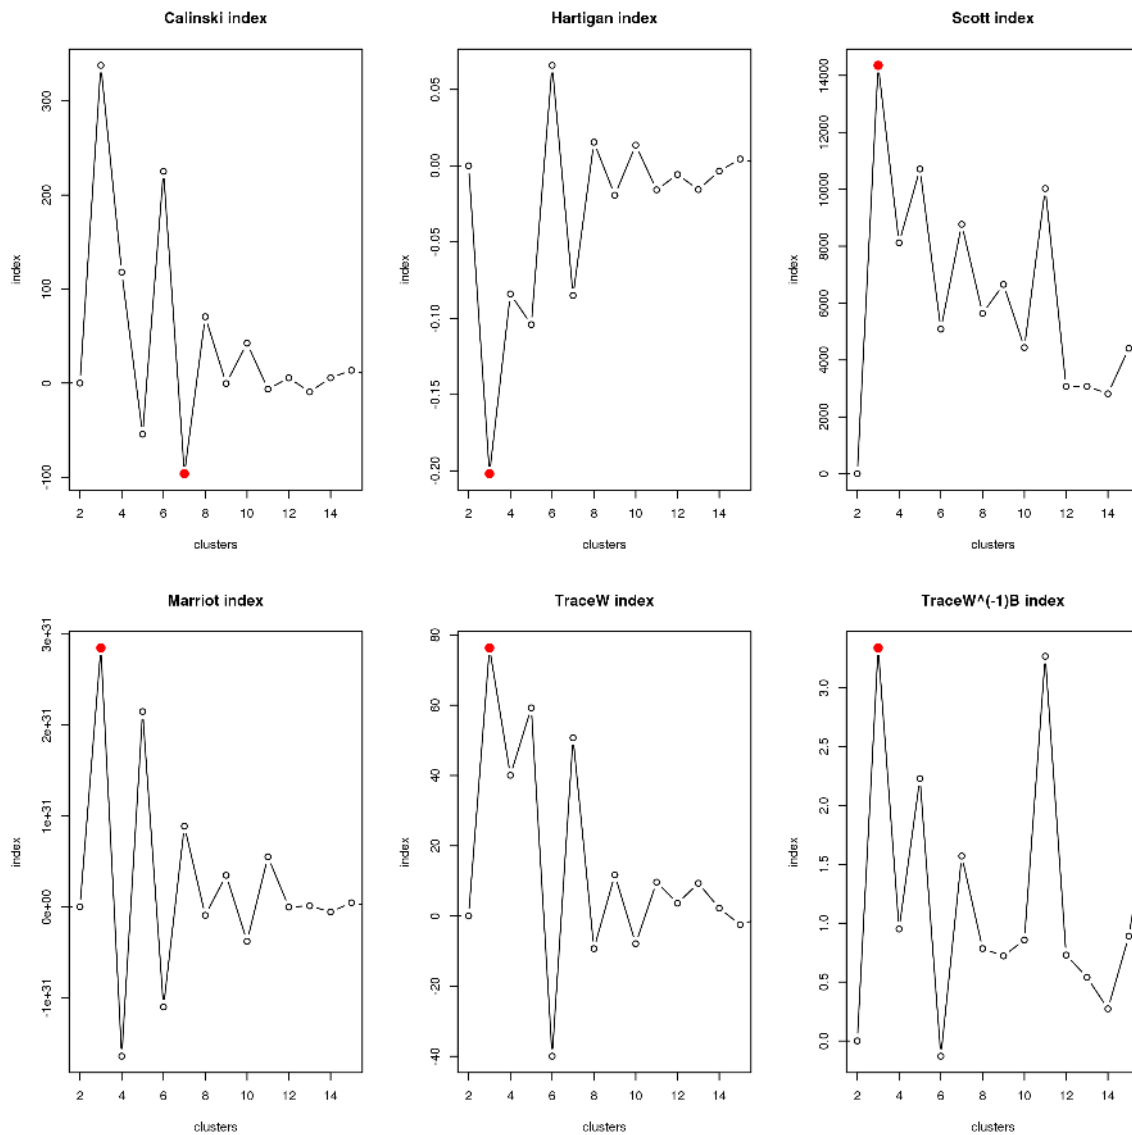 Calinski index
index
300
200
100
0
-100
2 4 6 8 10 12 14
clusters
Hartigan index
index
0.05
0.00
-0.05
-0.10
-0.15
-0.20
2 4 6 8 10 12 14
clusters
Scott index
index
14000
12000
10000
8000
6000
4000
2000
0
2 4 6 8 10 12 14
clusters
Marriot index
index
3e+31
2e+31
1e+31
0e+00
-1e+31
2 4 6 8 10 12 14
clusters
TraceW index
index
80
60
40
20
0
-20
-40
2 4 6 8 10 12 14
clusters
TraceW^(-1)B index
index
3.0
2.5
2.0
1.5
1.0
0.5
0.0
2 4 6 8 10 12 14
clusters